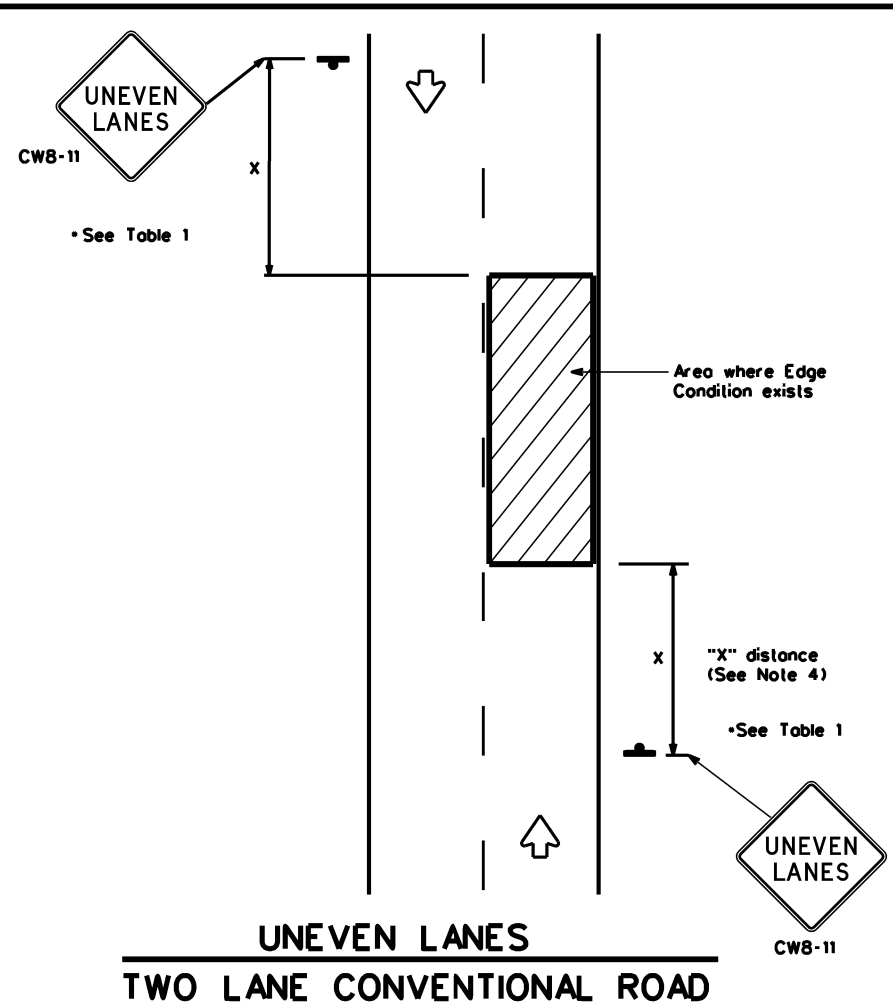 UNEVEN
LANES
CW8-11
X
*See Table 1
Area where Edge
Condition exists
X
"X" distance
(See Note 4)
*See Table 1
UNEVEN
LANES
CW8-11
UNEVEN LANES
TWO LANE CONVENTIONAL ROAD